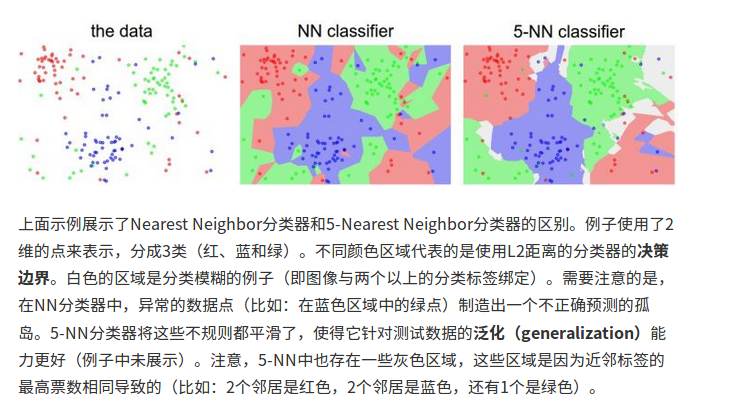 the data
NN classifier
5-NN classifier
上面示例展示了Nearest Neighbor分类器和5-Nearest Neighbor分类器的区别。例子使用了2
维的点来表示，分成3类（红、蓝和绿）。不同颜色区域代表的是使用L2距离的分类器的决策
边界。白色的区域是分类模糊的例子（即图像与两个以上的分类标签绑定）。需要注意的是，
在NN分类器中，异常的数据点（比如：在蓝色区域中的绿点）制造出一个不正确预测的孤
岛。5-NN分类器将这些不规则都平滑了，使得它针对测试数据的泛化（generalization）能
力更好（例子中未展示）。注意，5-NN中也存在一些灰色区域，这些区域是因为近邻标签的
最高票数相同导致的（比如：2个邻居是红色，2个邻居是蓝色，还有1个是绿色）。